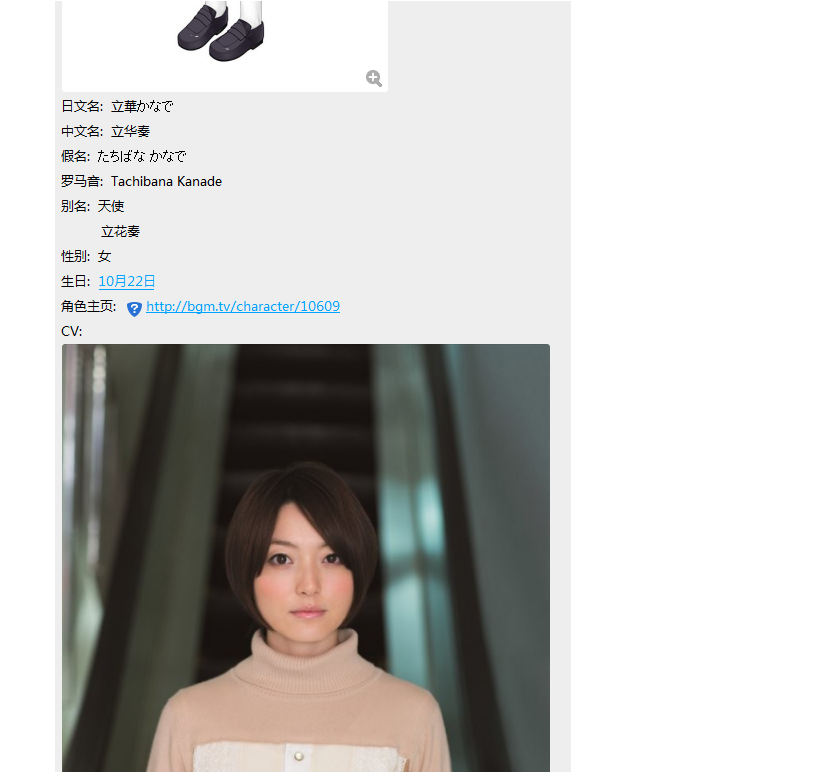 日文名: 立華かなで
中文名: 立华奏
假名: たちばな かなで
罗马音: Tachibana Kanade
别名: 天使
立花奏
性别: 女
生日: 10月22日
角色主页: http://bgm.tv/character/10609
CV: